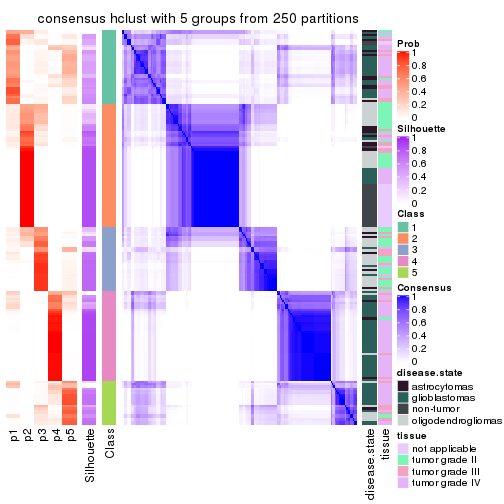 consensus hclust with 5 groups from 250 partitions
Prob
1
0.8
0.6
0.4
0.2
0
Silhouette
1
0.8
0.6
0.4
0.2
0
Class
1
2
3
4
5
Consensus
1
0.8
0.6
0.4
0.2
0
disease.state
astrocytomas
glioblastomas
non-tumor
oligodendrogliomas
tissue
not applicable
tumor grade II
tumor grade III
tumor grade IV
p1
p2
p3
p4
p5
Silhouette
Class
disease.state
tissue